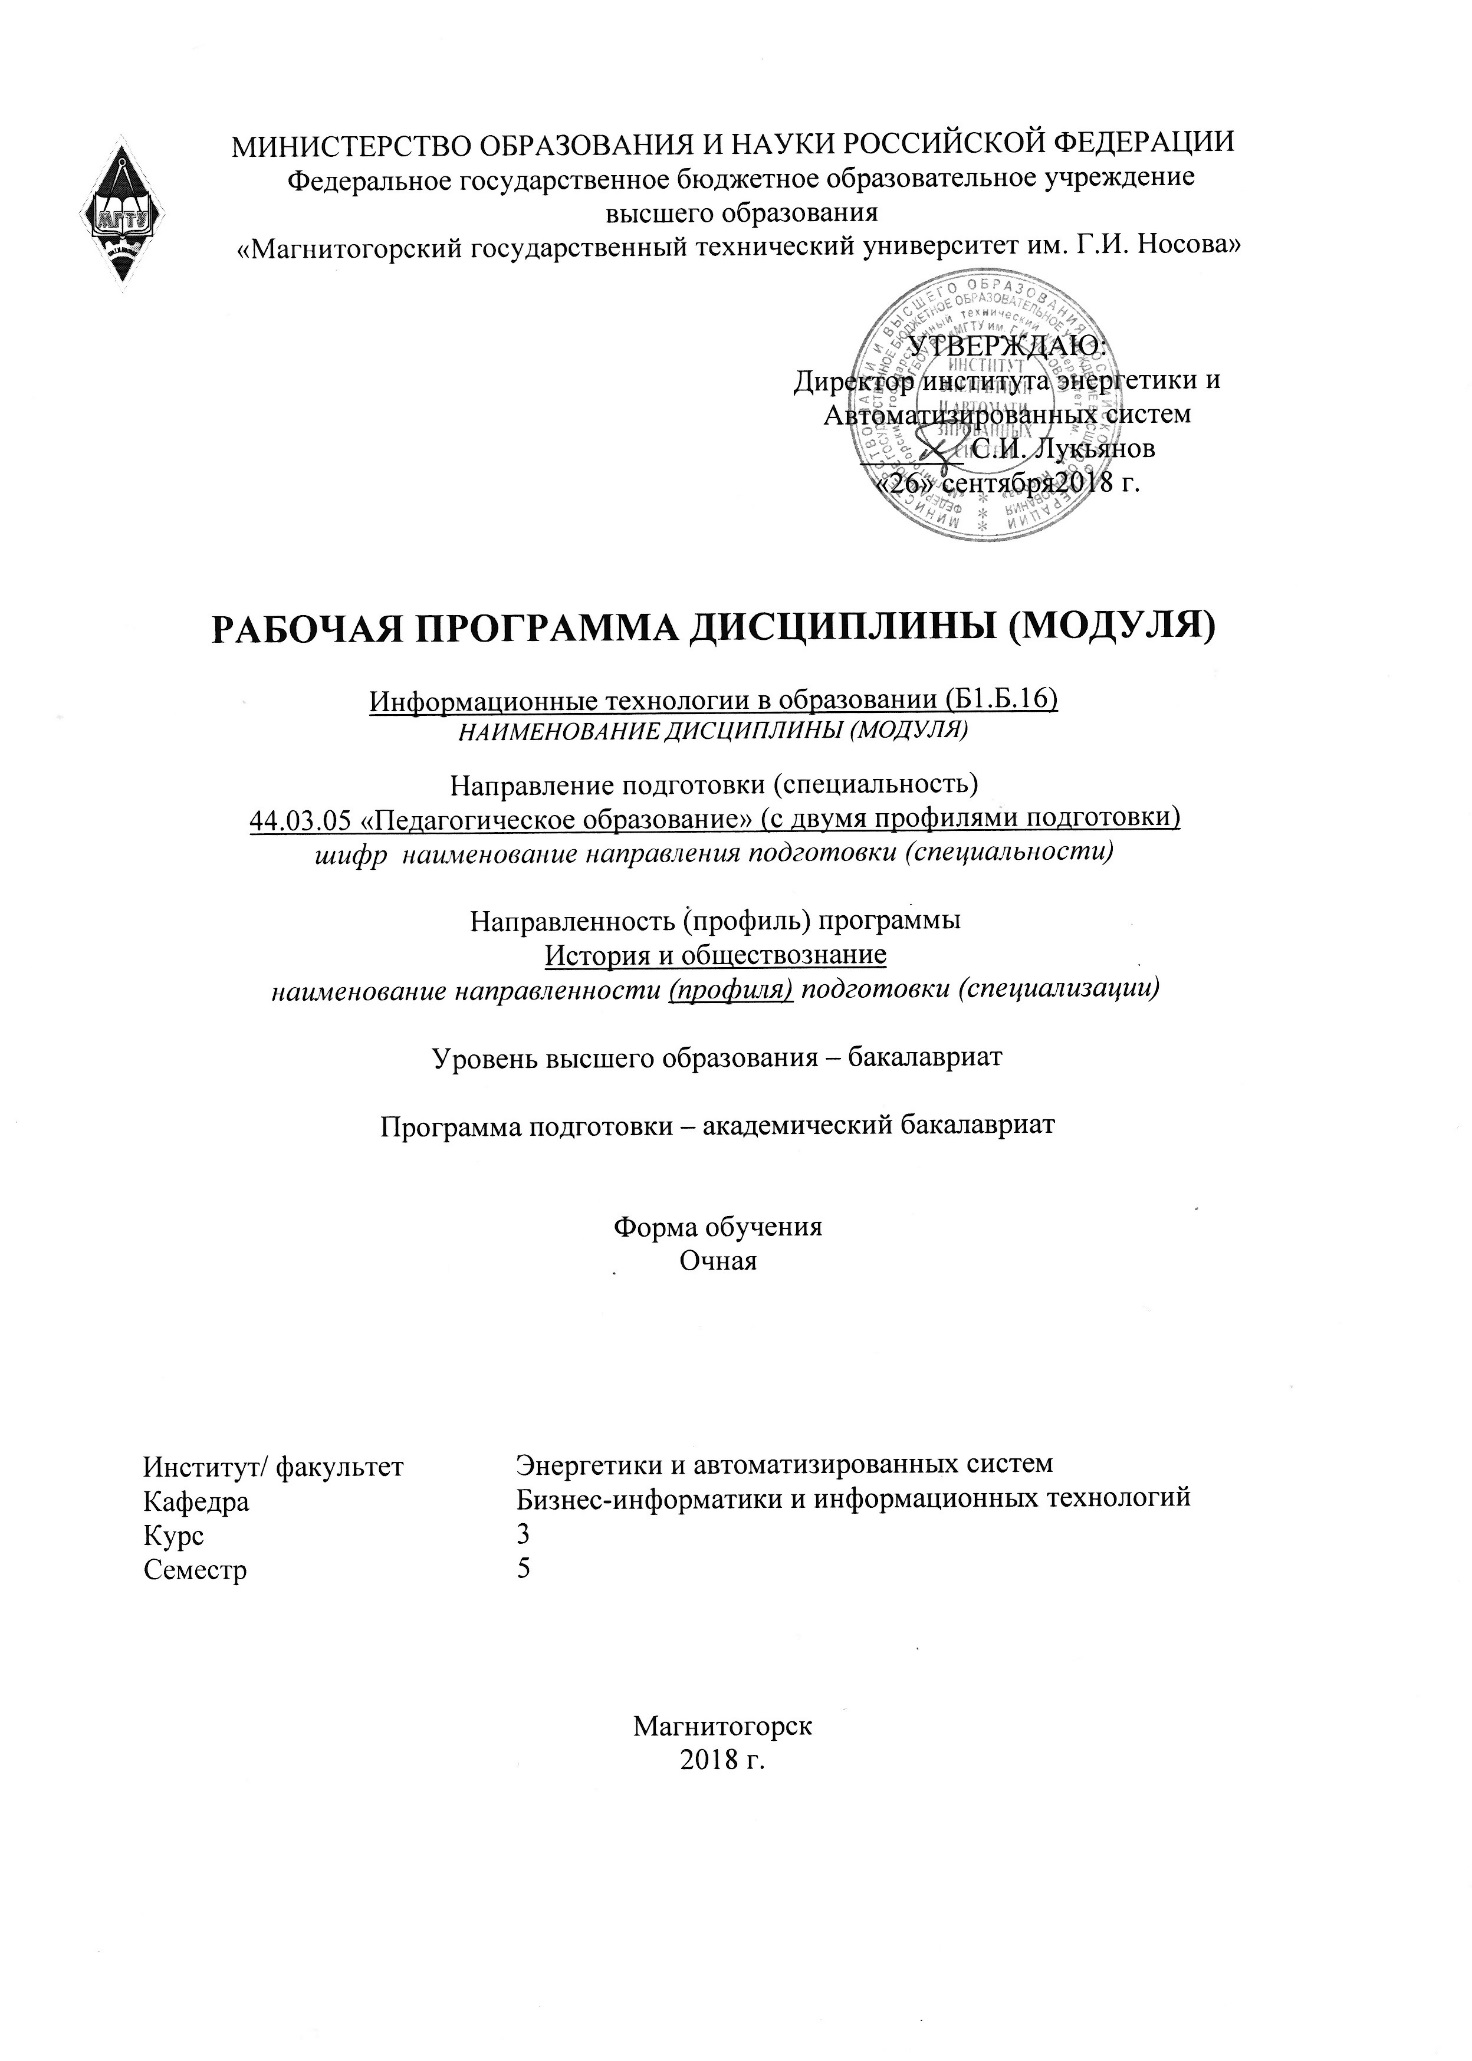 МИНИСТЕРСТВО ОБРАЗОВАНИЯ И НАУКИ РОССИЙСКОЙ ФЕДЕРАЦИИ
Федеральное государственное бюджетное образовательное учреждение
высшего образования
«Магнитогорский государственный технический университет им. Г.И. Носова»
МГТУ
УТВЕРЖДАЮ:
Директор института энергетики и
Автоматизированных систем
С.И. Лукьянов
«26» сентября2018 г.
РАБОЧАЯ ПРОГРАММА ДИСЦИПЛИНЫ (МОДУЛЯ)
Информационные технологии в образовании (Б1.Б.16)
НАИМЕНОВАНИЕ ДИСЦИПЛИНЫ (МОДУЛЯ)
Направление подготовки (специальность)
44.03.05 «Педагогическое образование» (с двумя профилями подготовки)
шифр наименование направления подготовки (специальности)
Направленность (профиль) программы
История и обществознание
наименование направленности (профиля) подготовки (специализации)
Уровень высшего образования – бакалавриат
Программа подготовки – академический бакалавриат
Форма обучения
Очная
Институт/ факультет Энергетики и автоматизированных систем
Кафедра Бизнес-информатики и информационных технологий
Курс 3
Семестр 5
Магнитогорск
2018 г.